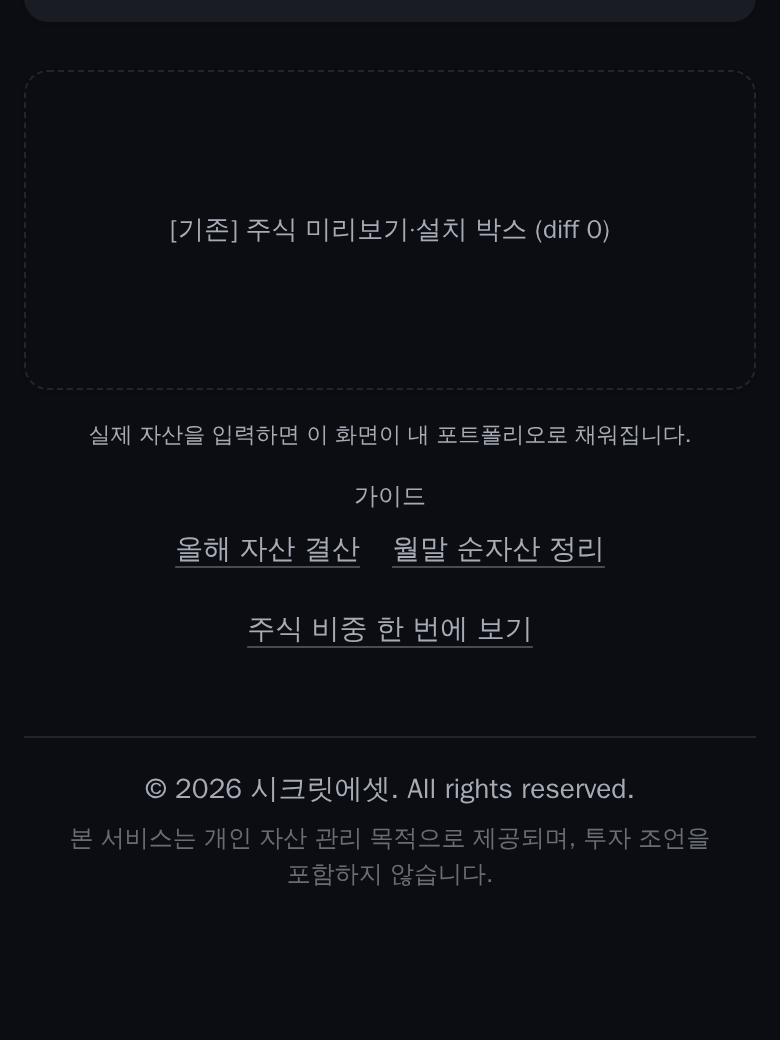 [기존] 주식 미리보기·설치 박스 (diff 0)
실제 자산을 입력하면 이 화면이 내 포트폴리오로 채워집니다.
가이드
올해 자산 결산 월말 순자산 정리
주식 비중 한 번에 보기
© 2026 시크릿에셋. All rights reserved.
본 서비스는 개인 자산 관리 목적으로 제공되며, 투자 조언을
포함하지 않습니다.